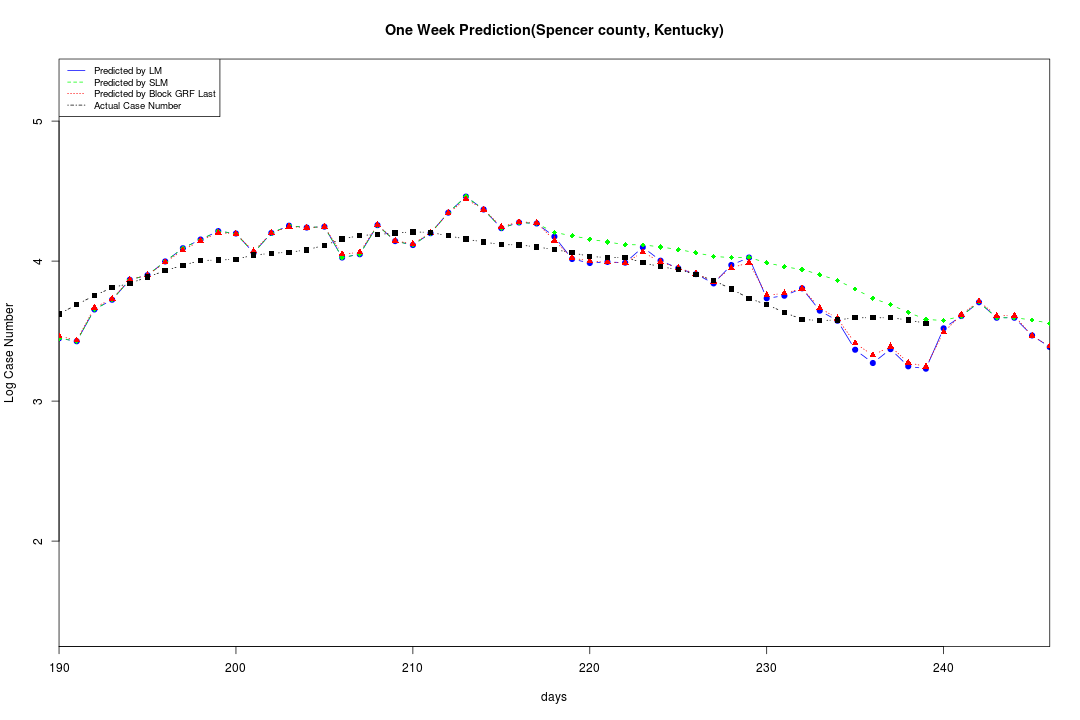 One Week Prediction(Spencer county, Kentucky)
Predicted by LM
Predicted by SLM
Predicted by Block GRF Last
Actual Case Number
5
4
3
2
Log Case Number
190 200 210 220 230 240
days